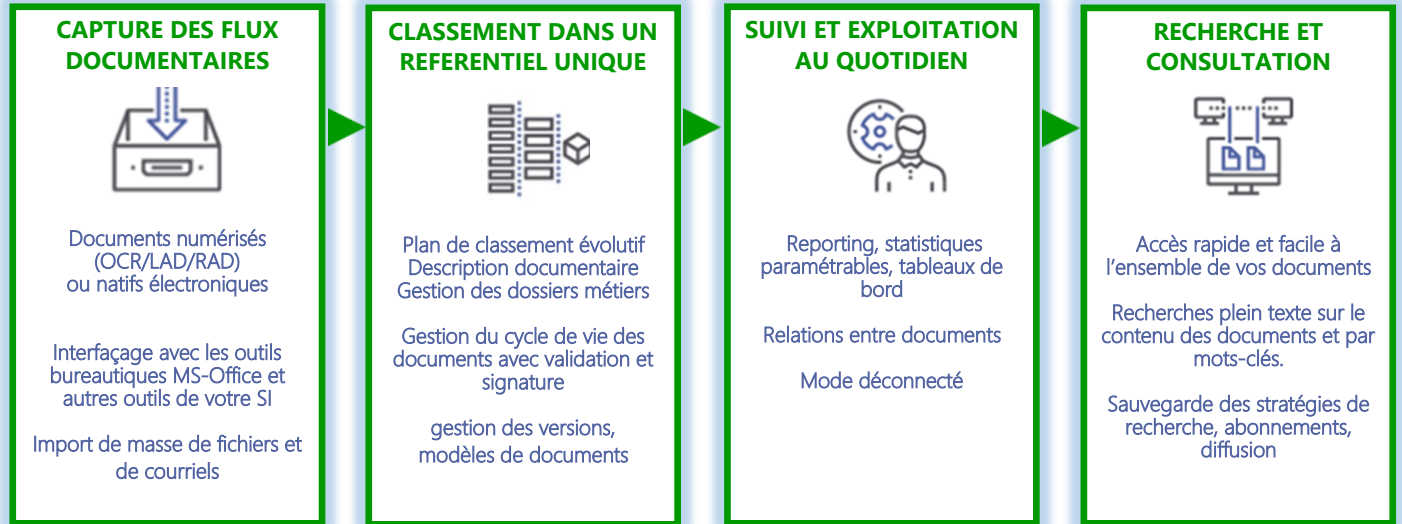 CAPTURE DES FLUX
DOCUMENTAIRES
Documents numérisés
(OCR/LAD/RAD)
ou natifs électroniques
Interfaçage avec les outils
bureautiques MS-Office et
autres outils de votre SI
Import de masse de fichiers et
de courriels
CLASSEMENT DANS UN
REFERENTIEL UNIQUE
Plan de classement évolutif
Description documentaire
Gestion des dossiers métiers
Gestion du cycle de vie des
documents avec validation et
signature
gestion des versions,
modèles de documents
SUIVI ET EXPLOITATION
AU QUOTIDIEN
Reporting, statistiques
paramétrables, tableaux de
bord
Relations entre documents
Mode déconnecté
RECHERCHE ET
CONSULTATION
Accès rapide et facile à
l’ensemble de vos documents
Recherches plein texte sur le
contenu des documents et par
mots-clés.
Sauvegarde des stratégies de
recherche, abonnements,
diffusion